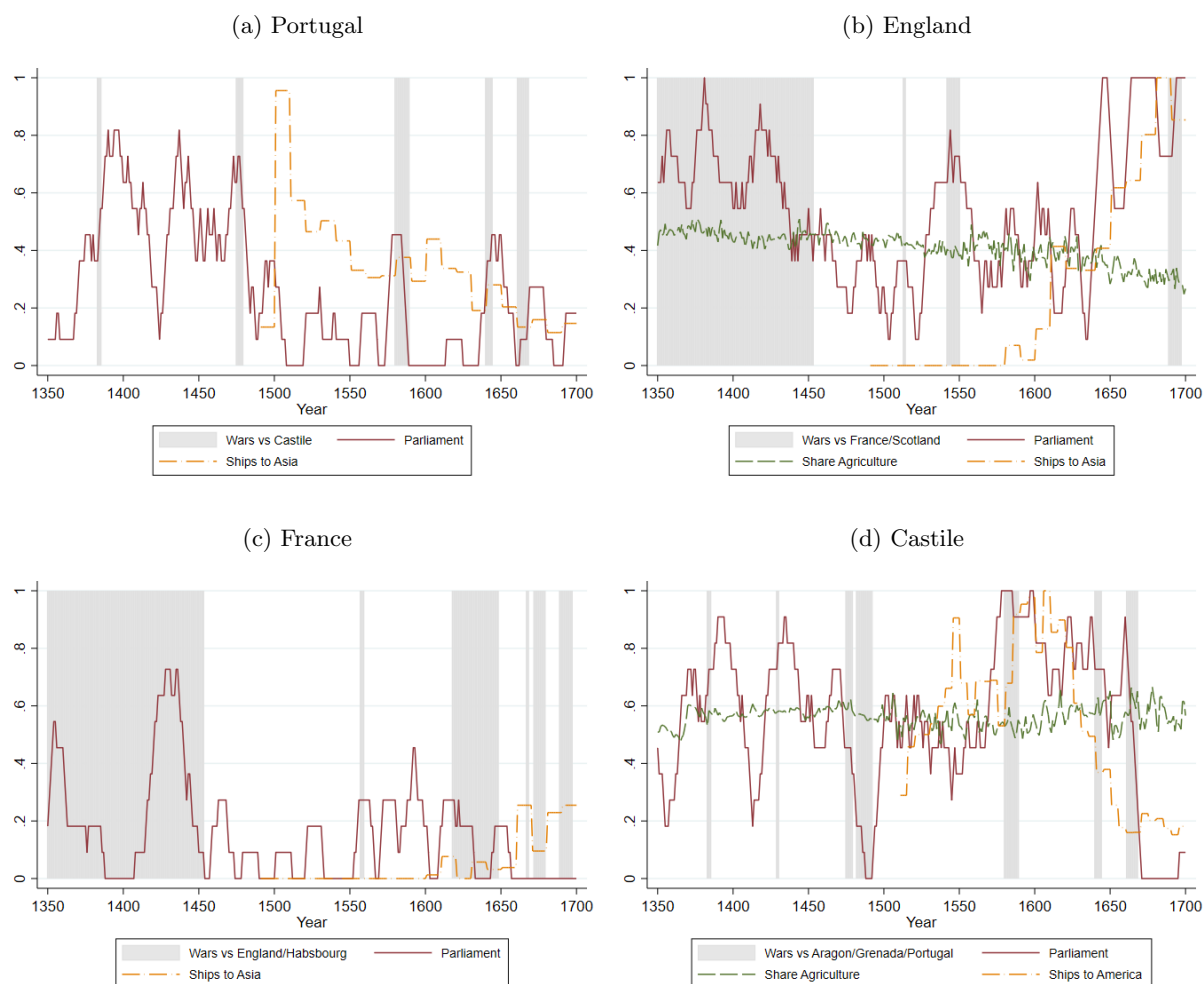 (a) Portugal
(b) England
1
.8
.6
.4
.2
0
1350 1400 1450 1500 1550 1600 1650 1700
Year
Wars vs Castile Parliament
Ships to Asia
1
.8
.6
.4
.2
0
1350 1400 1450 1500 1550 1600 1650 1700
Year
Wars vs France/Scotland Parliament
Share Agriculture Ships to Asia
(c) France
(d) Castile
1
.8
.6
.4
.2
0
1350 1400 1450 1500 1550 1600 1650 1700
Year
Wars vs England/Habsbourg Parliament
Ships to Asia
1
.8
.6
.4
.2
0
1350 1400 1450 1500 1550 1600 1650 1700
Year
Wars vs Aragon/Grenada/Portugal Parliament
Share Agriculture Ships to America